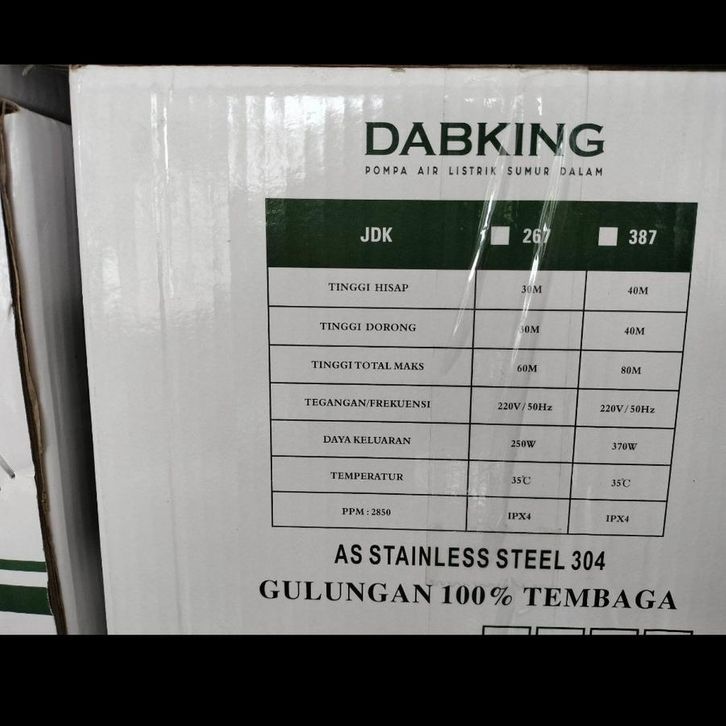 DABKING
POMPA AIR LISTRIK SUMUR DALAM
JDK 267 387
TINGGI HISAP 30M 40M
TINGGI DORONG 30M 40M
TINGGI TOTAL MAKS 60M 80M
TEGANGAN/FREKUENSI 220V/50Hz 220V/50Hz
DAYA KELUARAN 250W 370W
TEMPERATUR 35℃ 35℃
PPM : 2850 IPX4 IPX4
AS STAINLESS STEEL 304
GULUNGAN 100% TEMBAGA